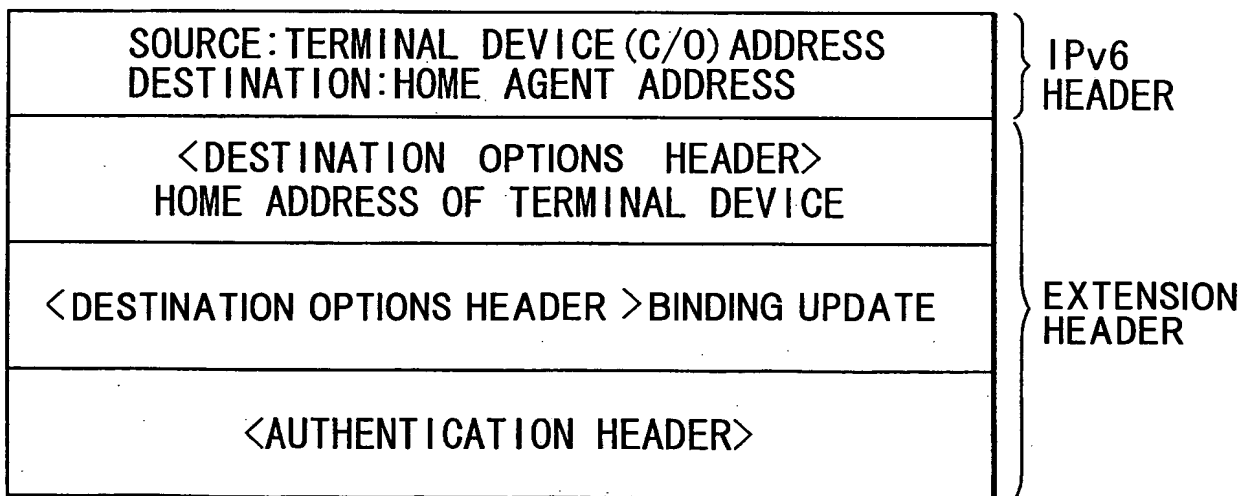 SOURCE:TERMINAL DEVICE(C/O)ADDRESS
DESTINATION:HOME AGENT ADDRESS
IPv6
HEADER
<DESTINATION OPTIONS HEADER>
HOME ADDRESS OF TERMINAL DEVICE
<DESTINATION OPTIONS HEADER >BINDING UPDATE
EXTENSION
HEADER
<AUTHENTICATION HEADER>